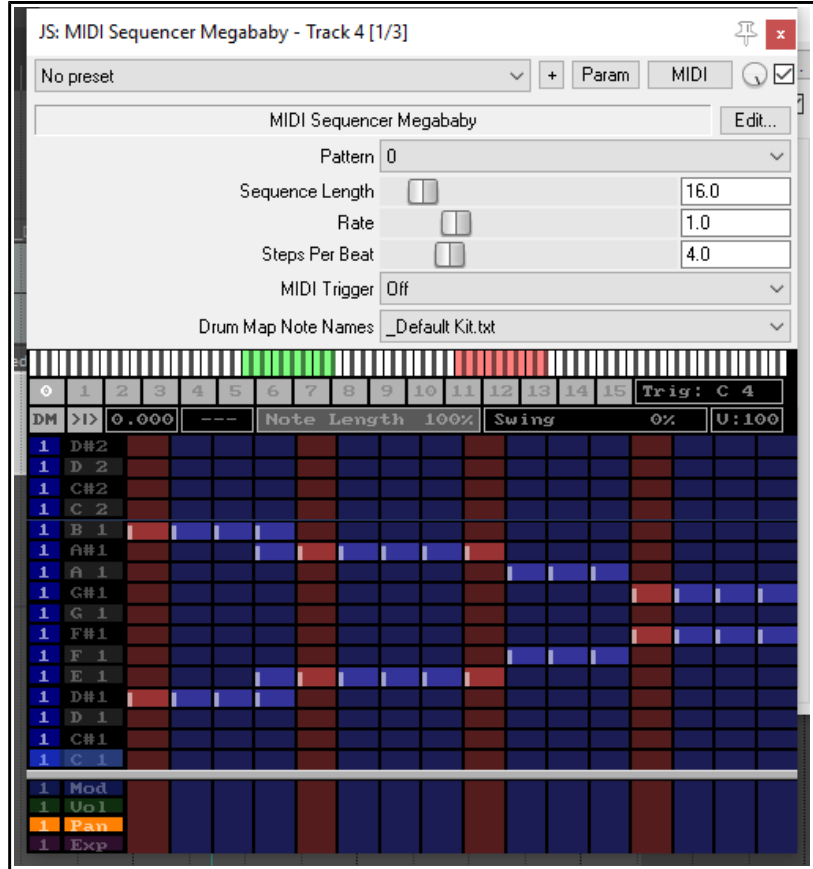 JS: MIDI Sequencer Megababy - Track 4 [1/3]
No preset + Param MIDI
MIDI Sequencer Megababy Edit...
Pattern 0
Sequence Length 16.0
Rate 1.0
Steps Per Beat 4.0
MIDI Trigger Off
Drum Map Note Names _Default Kit.txt
0 1 2 3 4 5 6 7 8 9 10 11 12 13 14 15 Trig: C 4
DM >I> 0.000 --- Note Length 100% Swing 0% V:100
1 D#2
1 D 2
1 C#2
1 C 2
1 B 1
1 A#1
1 A 1
1 G#1
1 G 1
1 F#1
1 F 1
1 E 1
1 D#1
1 D 1
1 C#1
1 C 1
1 Mod
1 Vol
1 Pan
1 Exp